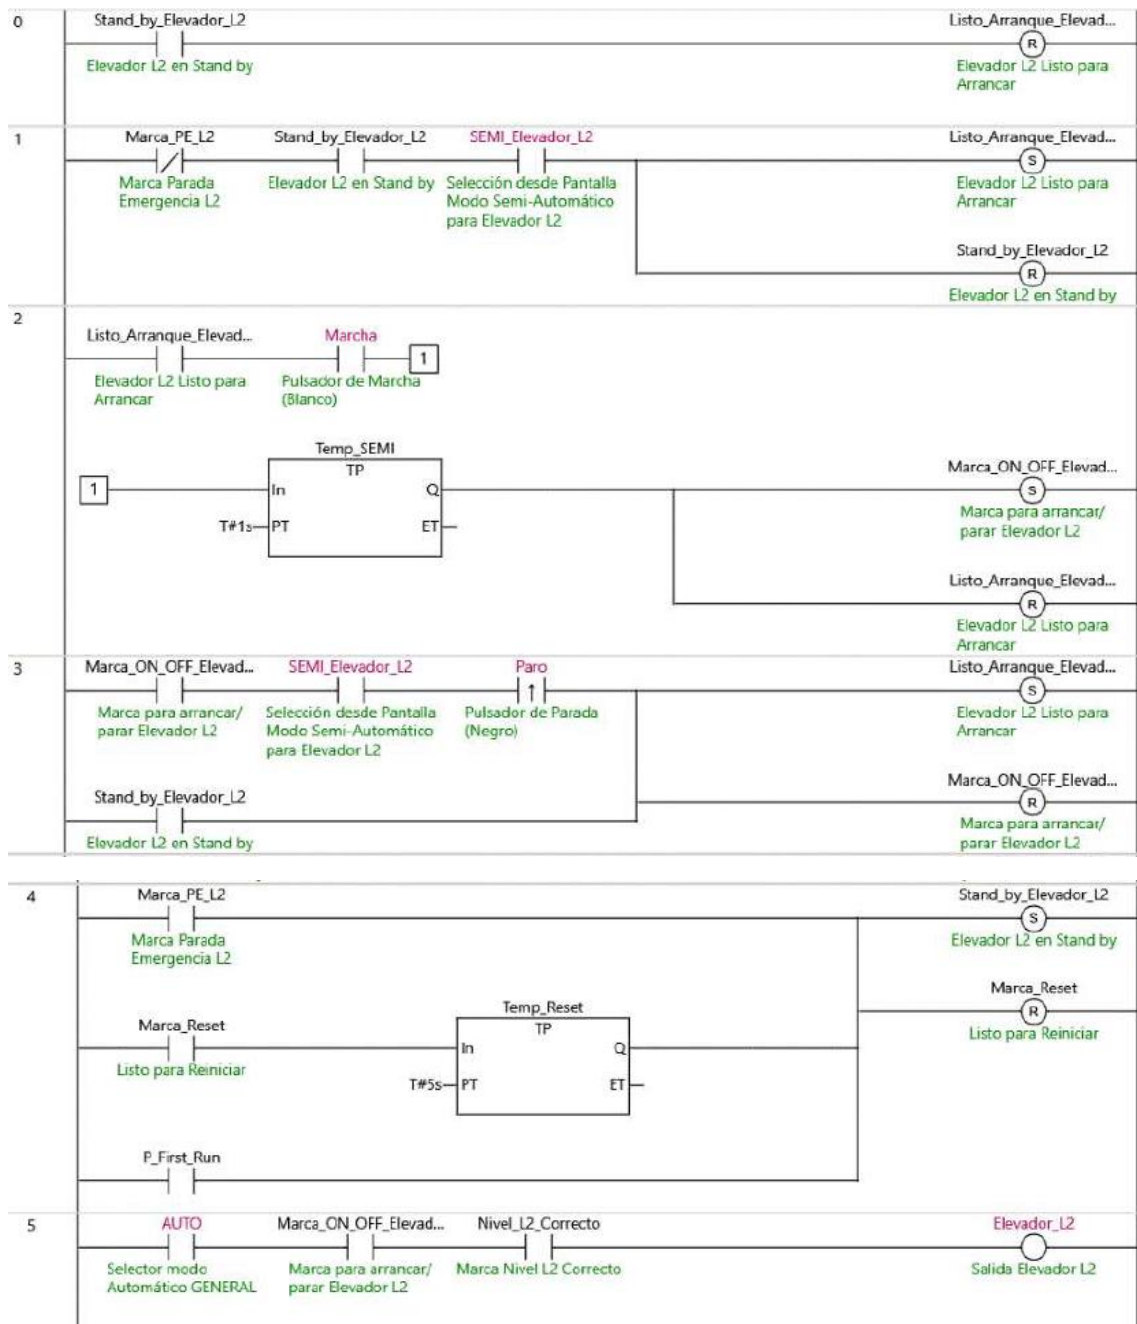 0
Stand_by_Elevador_L2
Listo_Arranque_Elevad...
R
Elevador L2 en Stand by
Elevador L2 Listo para
Arrancar
1
Marca_PE_L2
Stand_by_Elevador_L2
SEMI_Elevador_L2
Listo_Arranque_Elevad...
S
Marca Parada
Emergencia L2
Elevador L2 en Stand by
Selección desde Pantalla
Modo Semi-Automático
para Elevador L2
Elevador L2 Listo para
Arrancar
Stand_by_Elevador_L2
R
Elevador L2 en Stand by
2
Listo_Arranque_Elevad...
Marcha
1
Elevador L2 Listo para
Arrancar
Pulsador de Marcha
(Blanco)
Temp_SEMI
TP
1
In
Q
T#1s
PT
ET
Marca_ON_OFF_Elevad...
S
Marca para arrancar/
parar Elevador L2
Listo_Arranque_Elevad...
R
Elevador L2 Listo para
Arrancar
3
Marca_ON_OFF_Elevad...
SEMI_Elevador_L2
Paro
Listo_Arranque_Elevad...
S
Marca para arrancar/
parar Elevador L2
Selección desde Pantalla
Modo Semi-Automático
para Elevador L2
Pulsador de Parada
(Negro)
Elevador L2 Listo para
Arrancar
Stand_by_Elevador_L2
Elevador L2 en Stand by
Marca_ON_OFF_Elevad...
R
Marca para arrancar/
parar Elevador L2
4
Marca_PE_L2
Stand_by_Elevador_L2
S
Marca Parada
Emergencia L2
Elevador L2 en Stand by
Marca_Reset
R
Listo para Reiniciar
Marca_Reset
Listo para Reiniciar
Temp_Reset
TP
In
Q
T#5s
PT
ET
P_First_Run
5
AUTO
Marca_ON_OFF_Elevad...
Nivel_L2_Correcto
Elevador_L2
Selector modo
Automático GENERAL
Marca para arrancar/
parar Elevador L2
Marca Nivel L2 Correcto
Salida Elevador L2